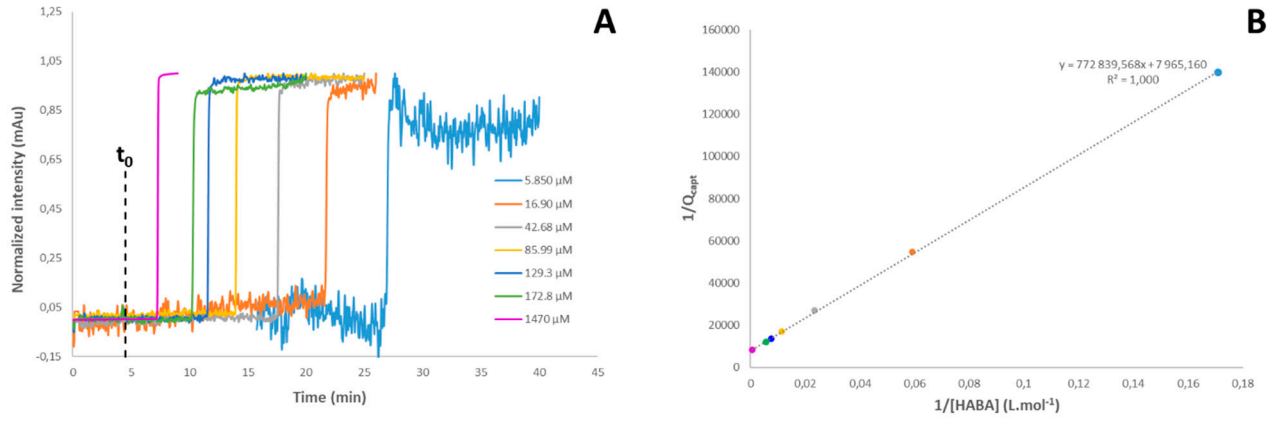 A
Normalized intensity (mAu)
1,25
1,05
0,85
0,65
0,45
0,25
0,05
-0,15
t0
5.850 µM
16.90 µM
42.68 µM
85.99 µM
129.3 µM
172.8 µM
1470 µM
0 5 10 15 20 25 30 35 40 45
Time (min)
B
1/Qcapt
160000
140000
120000
100000
80000
60000
40000
20000
0
y = 772 839,568x + 7 965,160
R² = 1,000
0 0,02 0,04 0,06 0,08 0,1 0,12 0,14 0,16 0,18
1/[HABA] (L.mol-1)